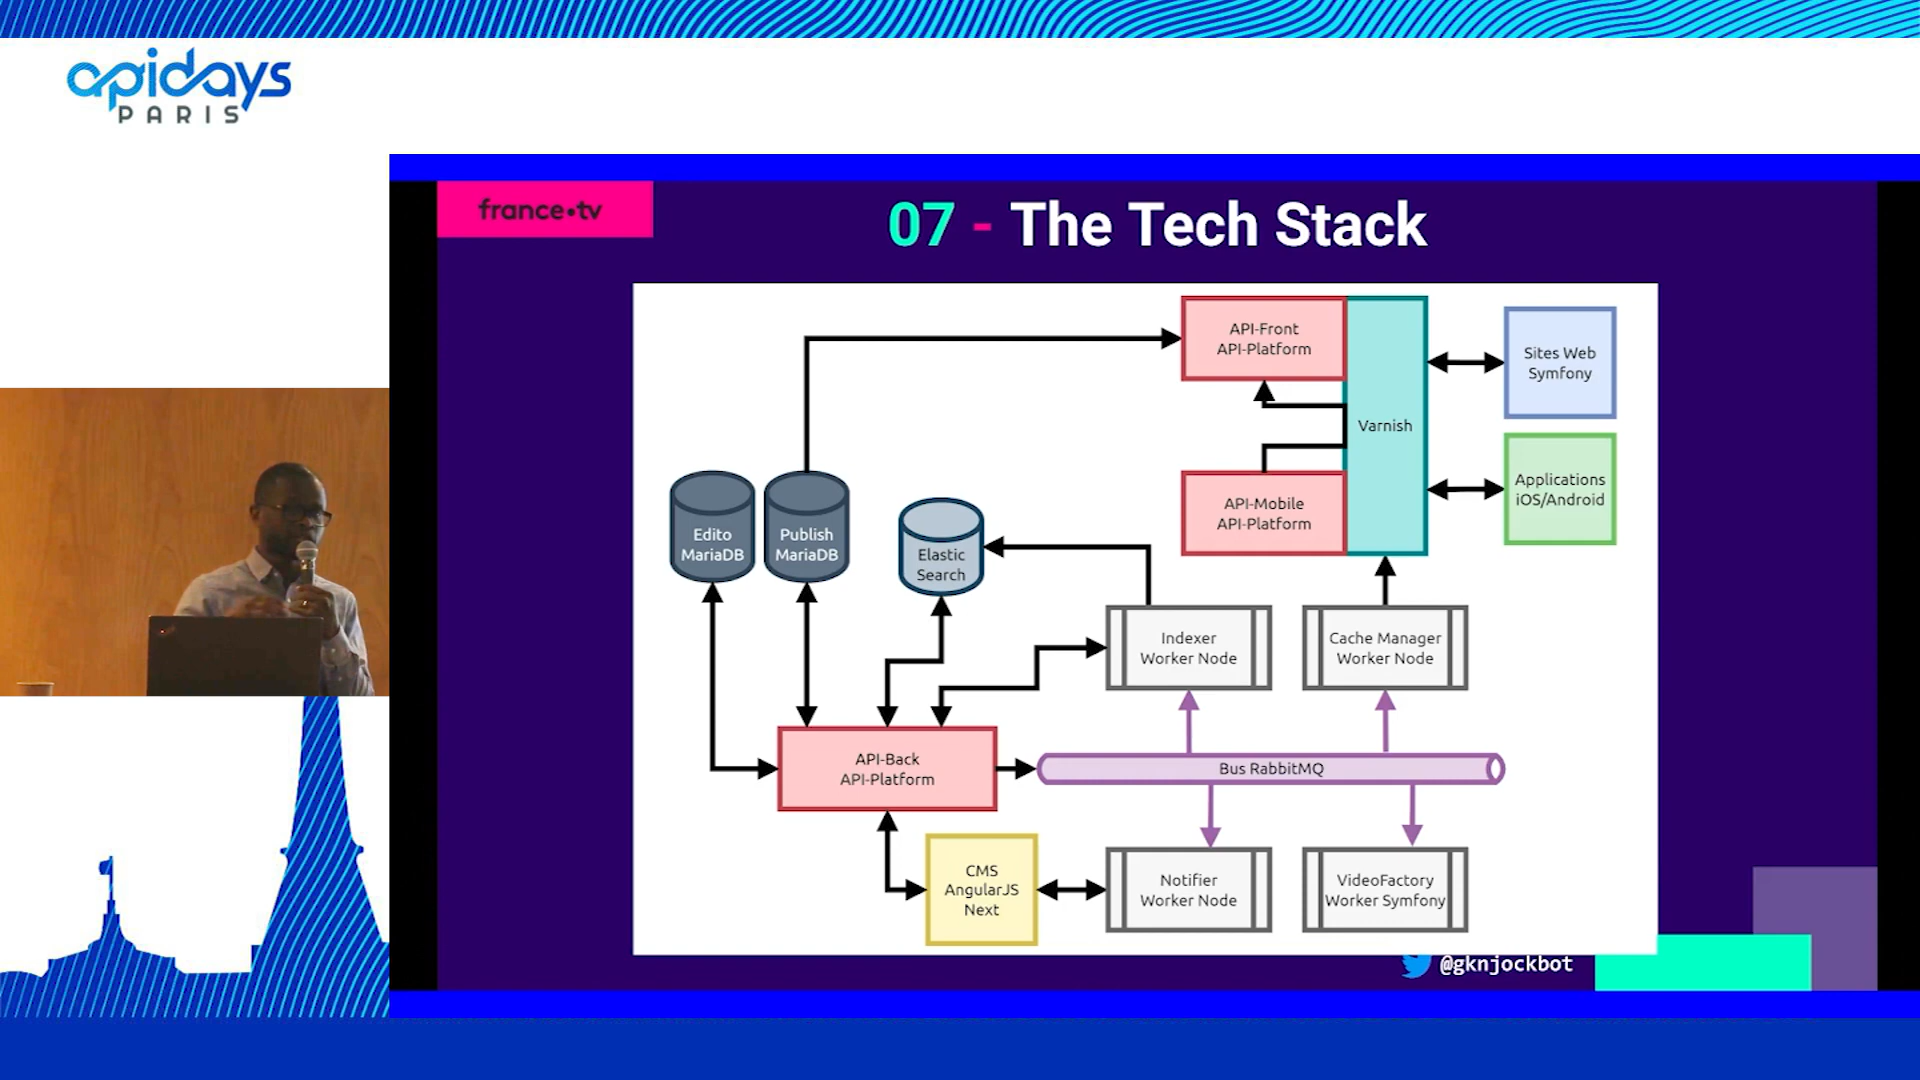 apidays
PARIS
france•tv
07 - The Tech Stack
API-Front
API-Platform
Sites Web
Symfony
Varnish
Applications
iOS/Android
API-Mobile
API-Platform
Edito
MariaDB
Publish
MariaDB
Elastic
Search
Indexer
Worker Node
Cache Manager
Worker Node
API-Back
API-Platform
Bus RabbitMQ
CMS
AngularJS
Next
Notifier
Worker Node
VideoFactory
Worker Symfony
@gknjockbot